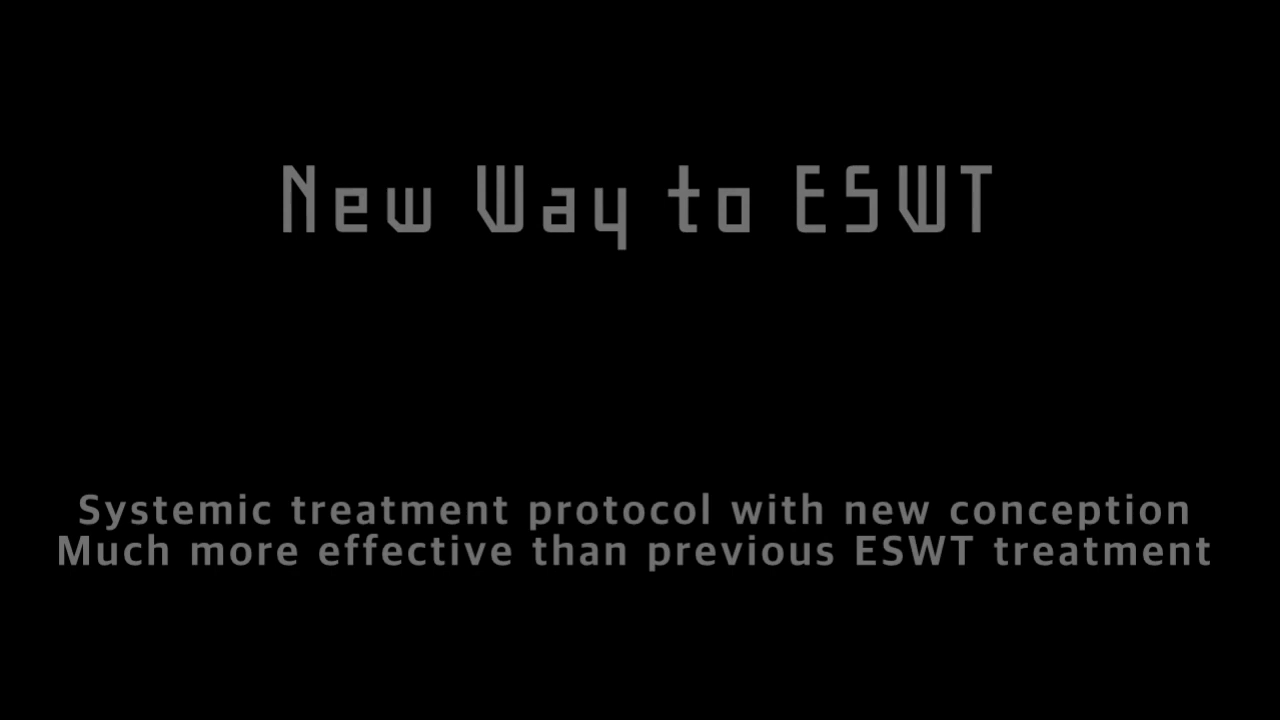 New Way to ESWT
Systemic treatment protocol with new conception
Much more effective than previous ESWT treatment